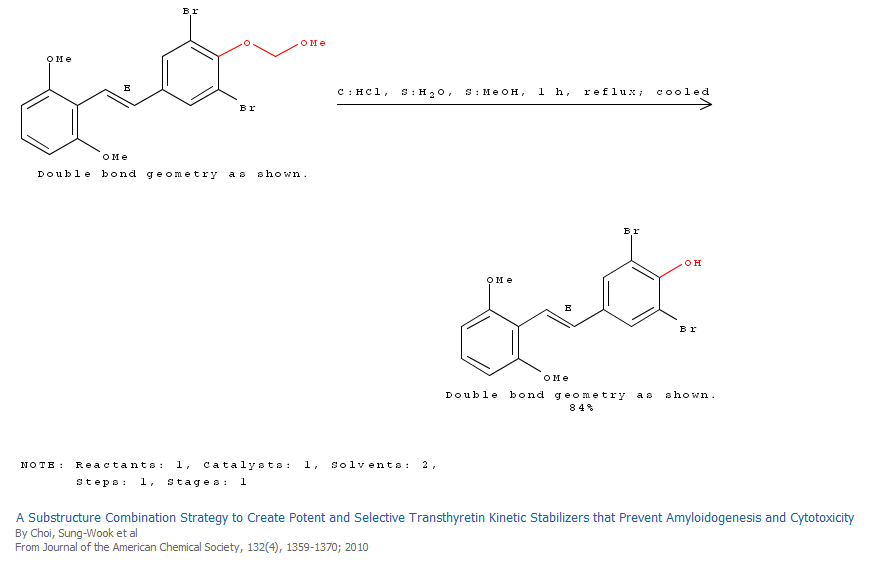 Br
O
OMe
OMe
E
Br
C:HCl, S:H2O, S:MeOH, 1 h, reflux; cooled
OMe
Double bond geometry as shown.
Br
OH
OMe
E
Br
OMe
Double bond geometry as shown.
84%
NOTE: Reactants: 1, Catalysts: 1, Solvents: 2,
Steps: 1, Stages: 1
A Substructure Combination Strategy to Create Potent and Selective Transthyretin Kinetic Stabilizers that Prevent Amyloidogenesis and Cytotoxicity
By Choi, Sung-Wook et al
From Journal of the American Chemical Society, 132(4), 1359-1370; 2010